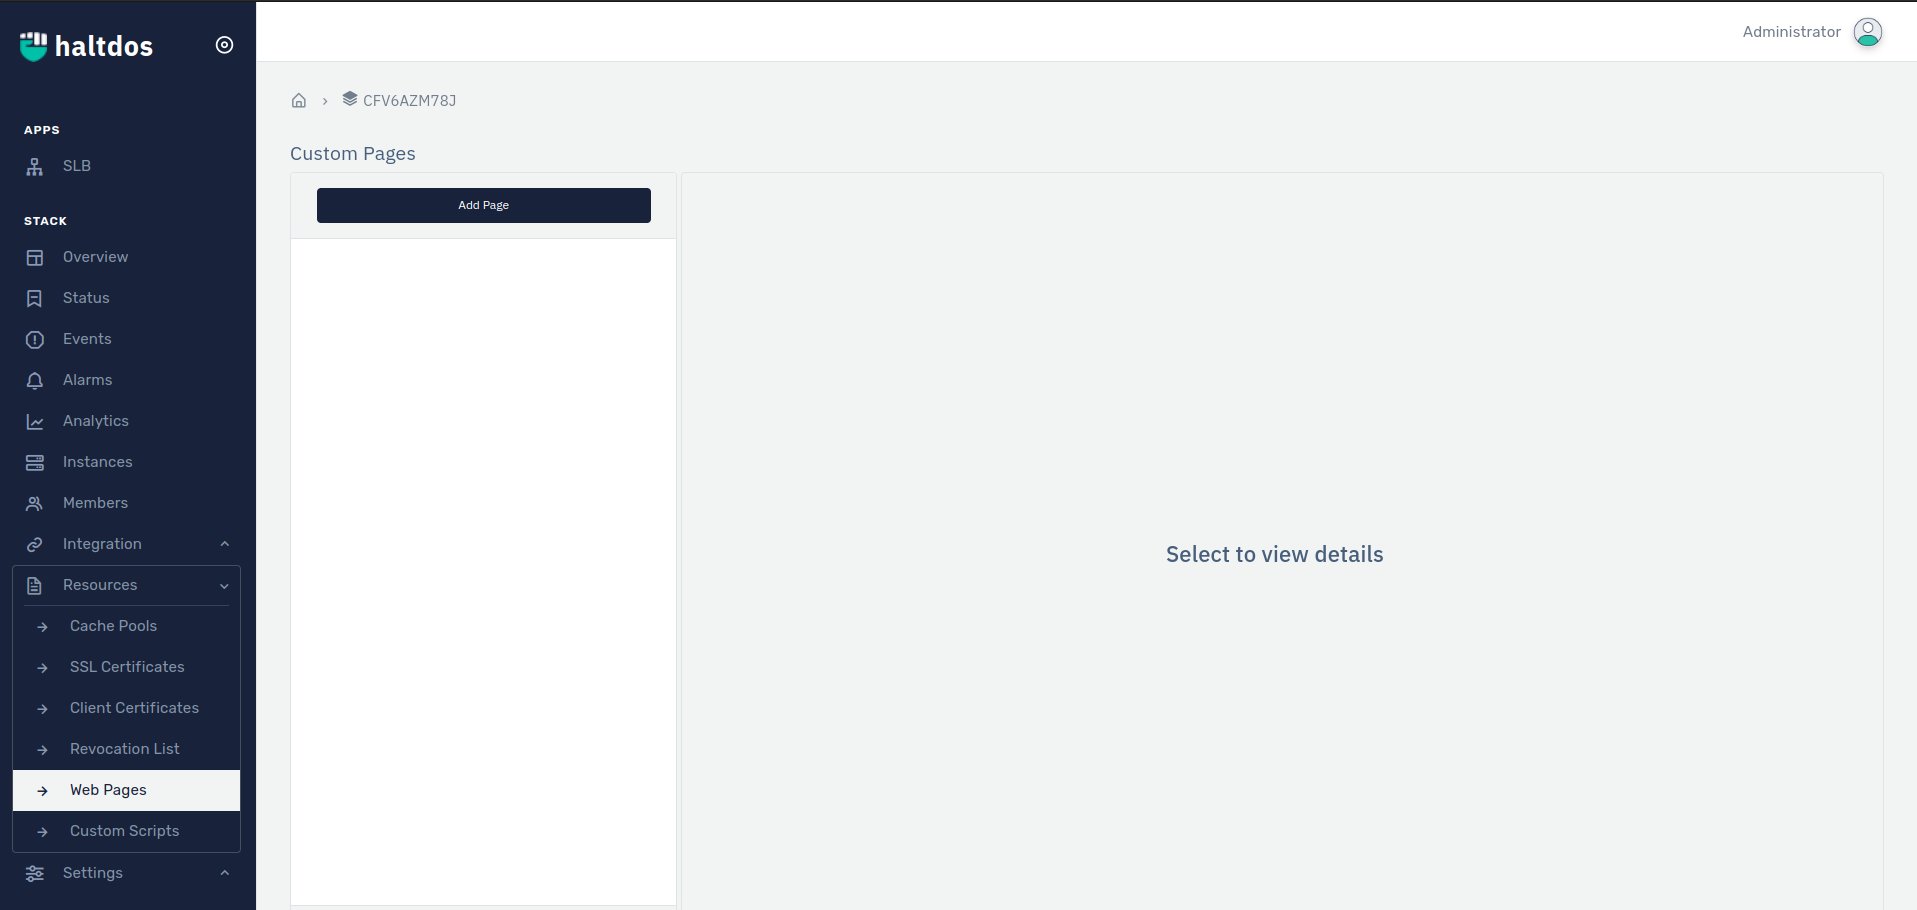 haltdos
Administrator
CFV6AZM78J
APPS
SLB
STACK
Overview
Status
Events
Alarms
Analytics
Instances
Members
Integration
Resources
Cache Pools
SSL Certificates
Client Certificates
Revocation List
Web Pages
Custom Scripts
Settings
Custom Pages
Add Page
Select to view details